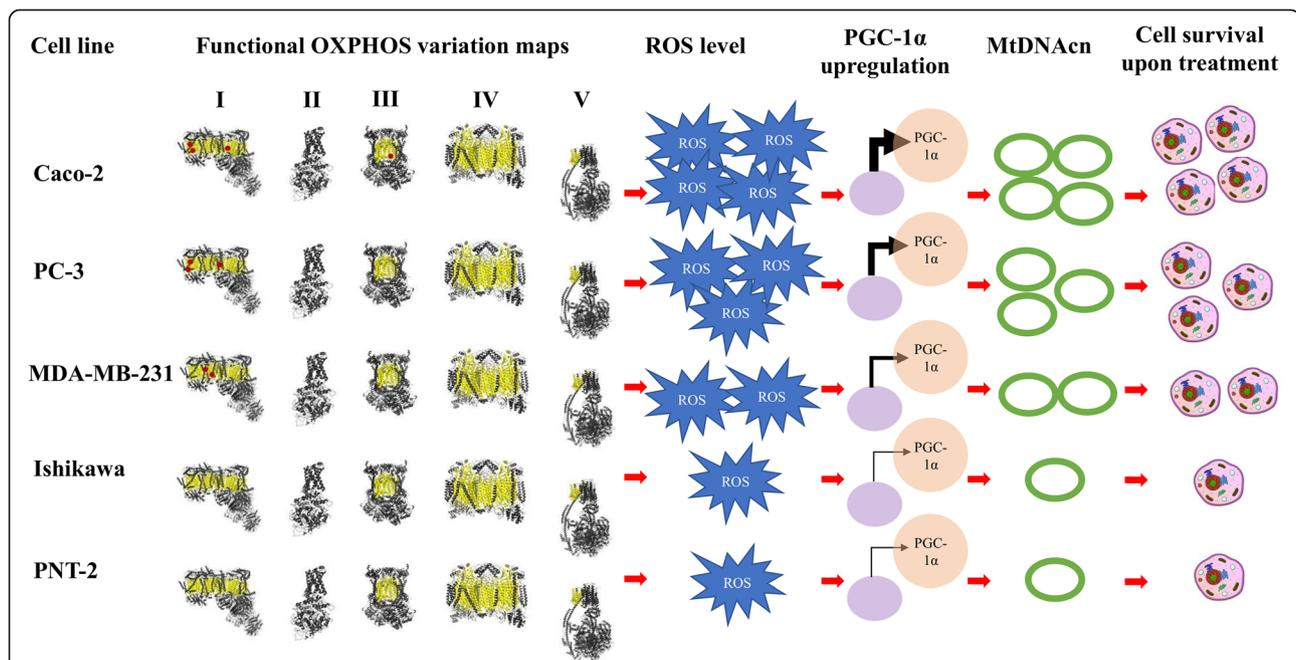 Cell line
Functional OXPHOS variation maps
ROS level
PGC-1α
upregulation
MtDNAcn
Cell survival
upon treatment
I
II
III
IV
V
Caco-2
ROS
ROS
ROS
ROS
PGC-
1α
PC-3
ROS
ROS
ROS
PGC-
1α
MDA-MB-231
ROS
ROS
PGC-
1α
Ishikawa
ROS
PGC-
1α
PNT-2
ROS
PGC-
1α